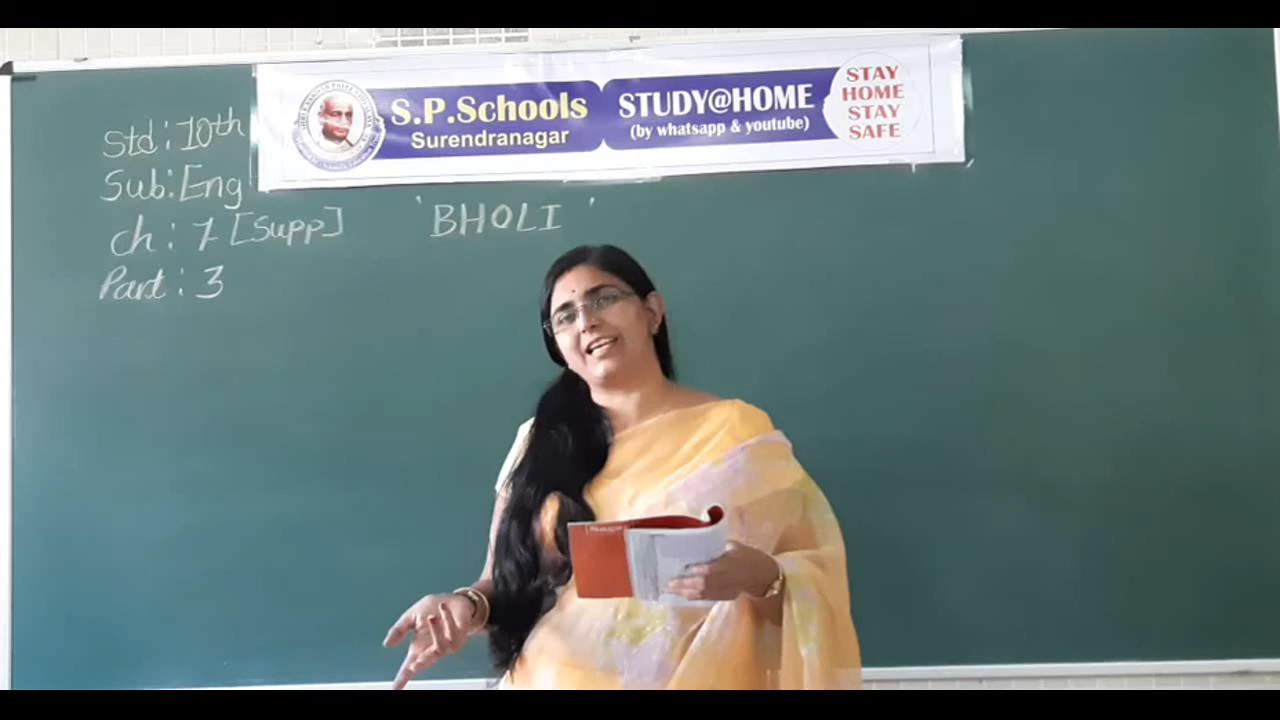 S.P.Schools
Surendranagar
STUDY@HOME
(by whatsapp & youtube)
STAY
HOME
STAY
SAFE
Std: 10th
Sub: Eng
ch: 7 [Supp]
'BHOLI'
Part: 3